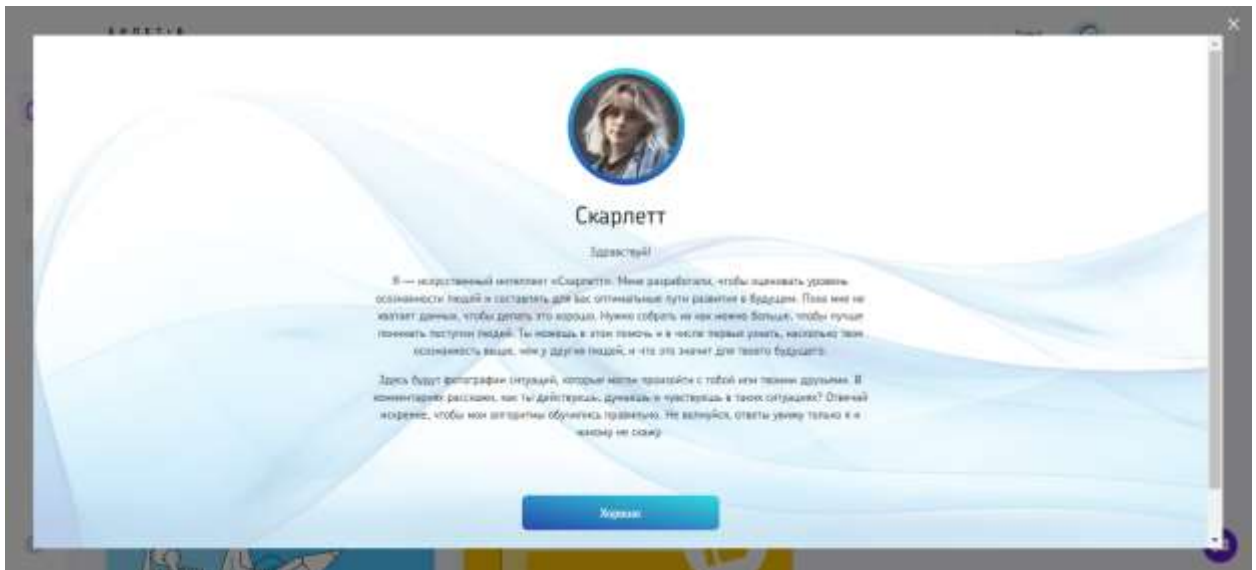 Скарлетт
Здравствуй!
Я — искусственный интеллект «Скарлетт». Меня разработали, чтобы оценивать уровень
осознанности людей и составлять для вас оптимальные пути развития в будущем. Пока мне не
хватает данных, чтобы делать это хорошо. Нужно собрать их как можно больше, чтобы лучше
понимать поступки людей. Ты можешь в этом помочь и в числе первых узнать, насколько твоя
осознанность выше, чем у других людей, и что это значит для твоего будущего.
Здесь будут фотографии ситуаций, которые могли произойти с тобой или твоими друзьями. В
комментариях расскажи, как ты действуешь, думаешь и чувствуешь в таких ситуациях? Отвечай
искренне, чтобы мои алгоритмы обучились правильно. Не волнуйся, ответы увижу только я и
никому не скажу
Хорошо